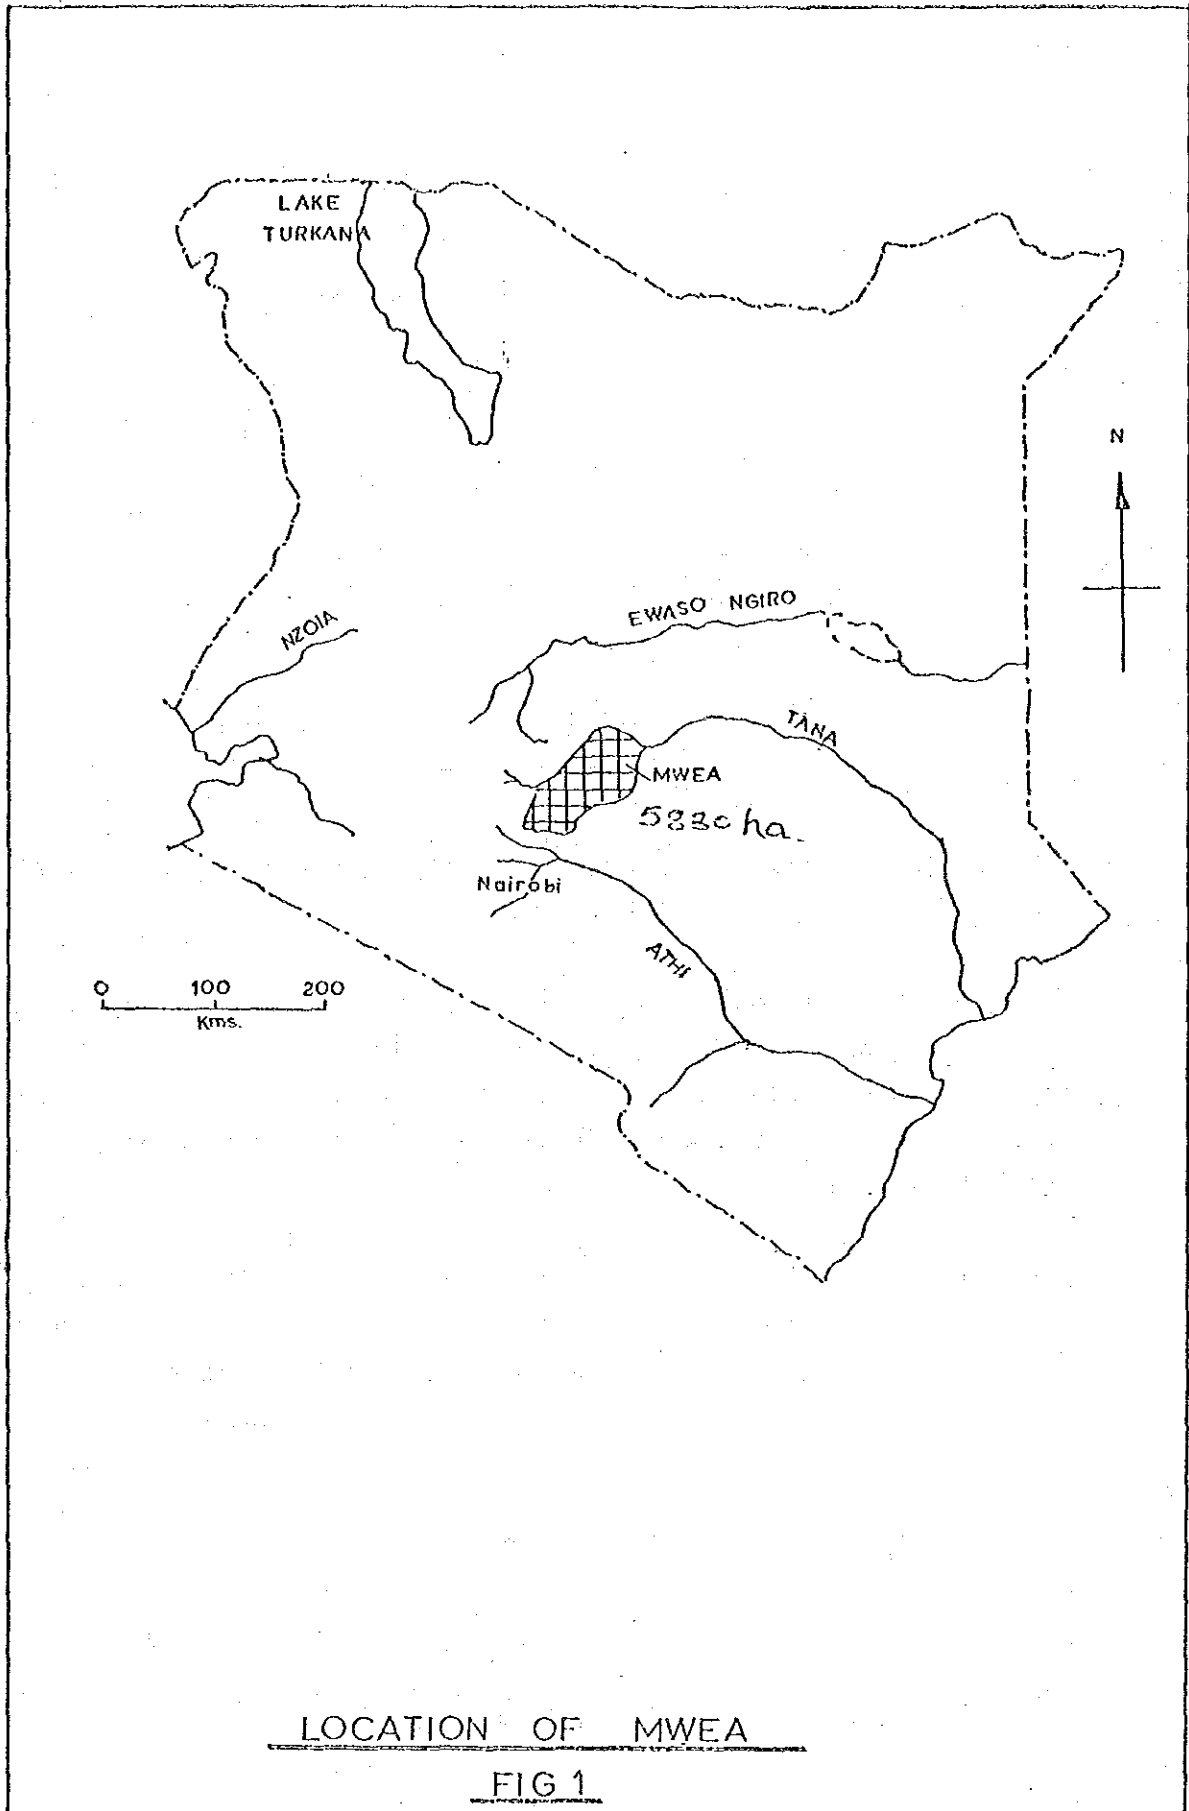 LAKE
TURKANA
N
EWASO NGIRO
NZOIA
TANA
MWEA
5830 ha.
Nairobi
ATHI
0 100 200
Kms.
LOCATION OF MWEA
FIG 1